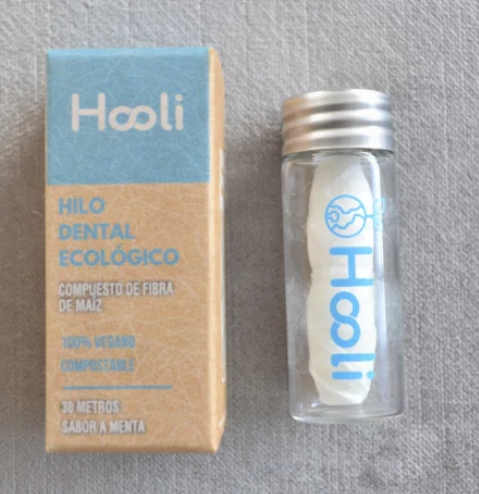 Hooli
HILO
DENTAL
ECOLÓGICO
COMPUESTO DE FIBRA
DE MAÍZ
100% VEGANO
COMPOSTABLE
30 METROS
SABOR A MENTA
Hooli